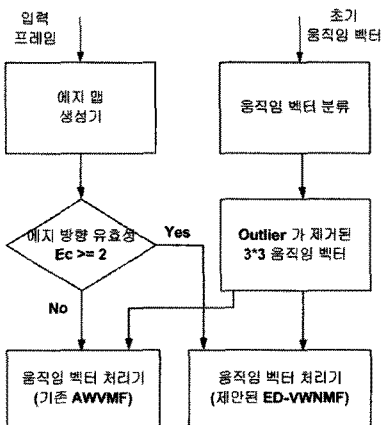 입력
프레임
초기
움직임 벡터
에지 맵
생성기
움직임 벡터 분류
에지 방향 유효성
Ec >= 2
Yes
Outlier 가 제거된
3*3 움직임 벡터
No
움직임 벡터 처리기
(기존 AWVMF)
움직임 벡터 처리기
(제안된 ED-VWNMF)